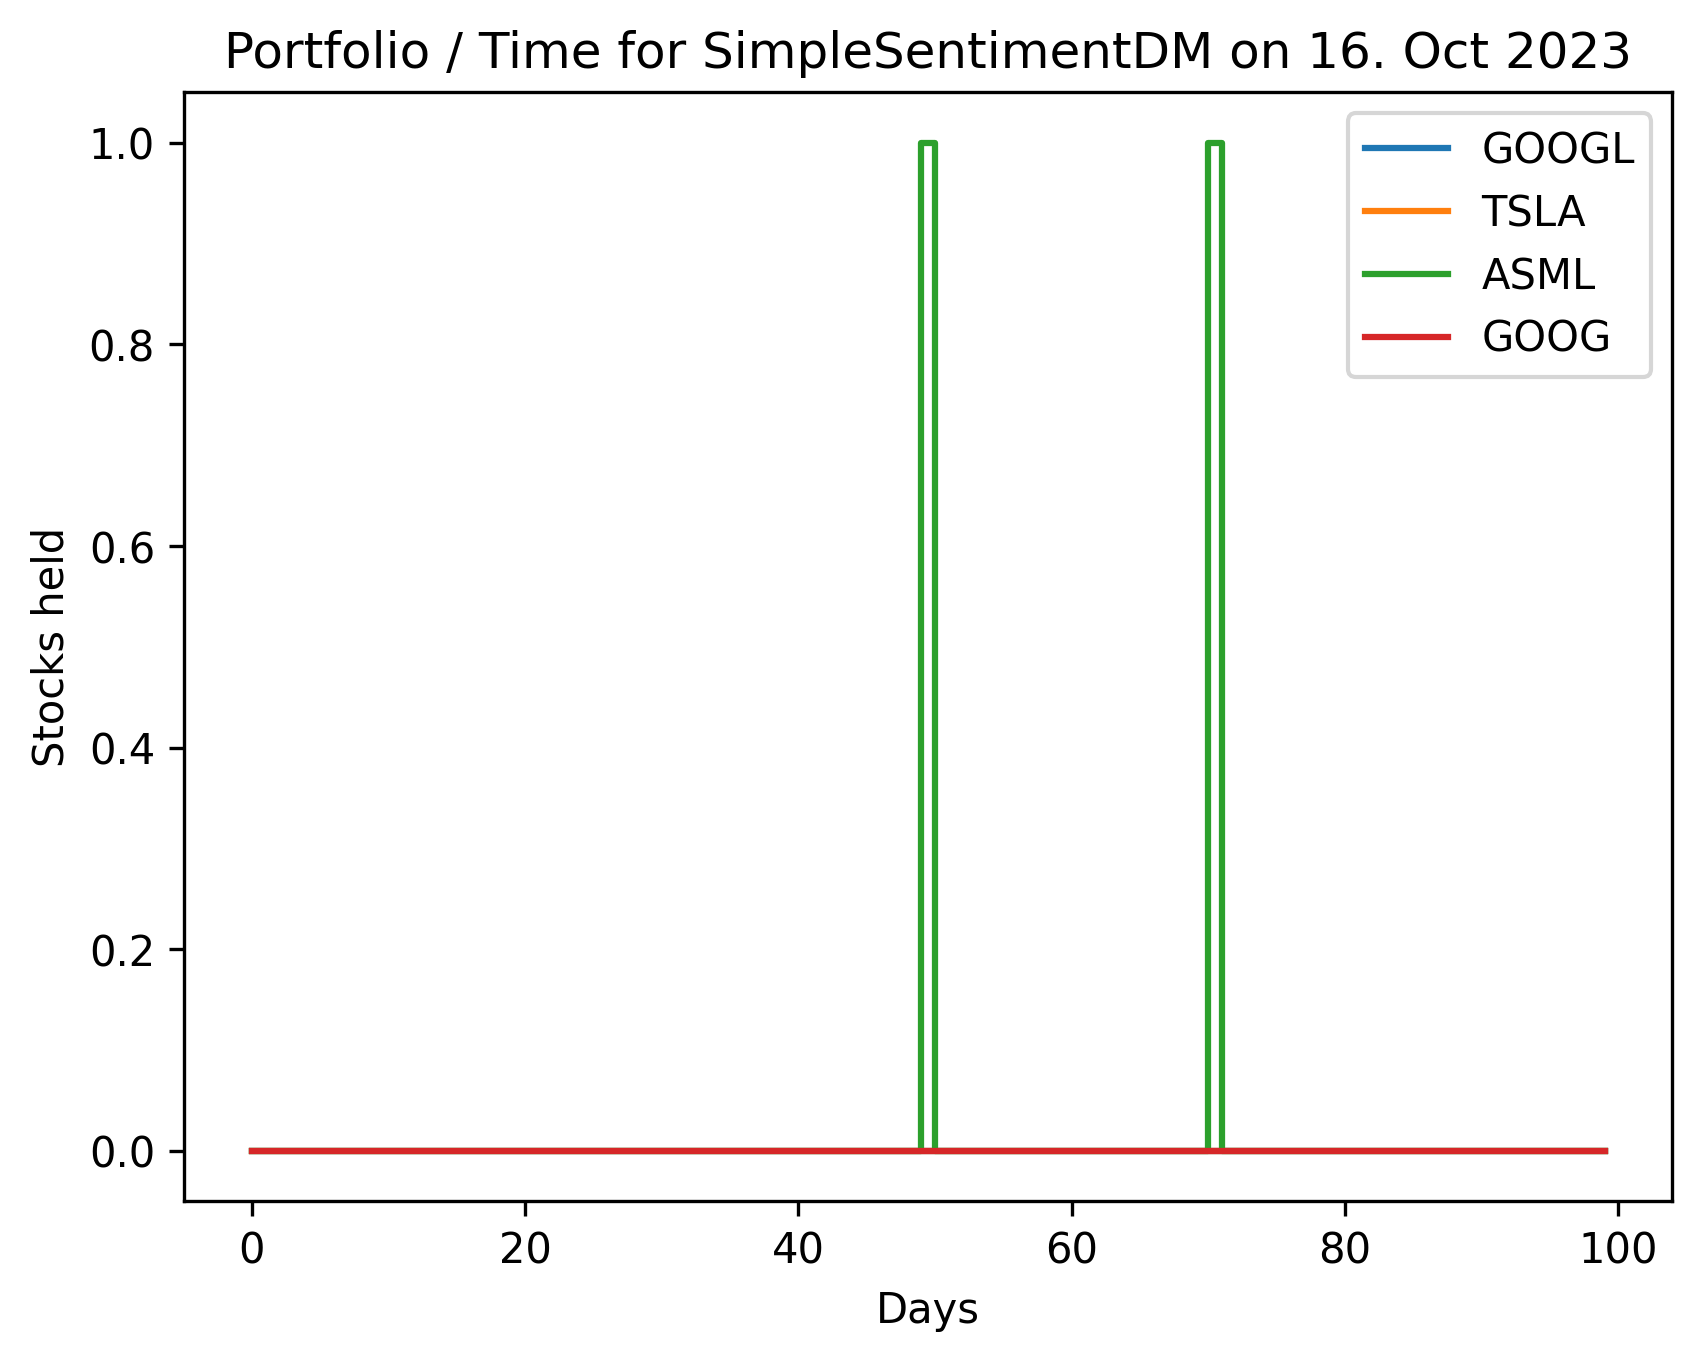 Portfolio / Time for SimpleSentimentDM on 16. Oct 2023
GOOGL
TSLA
ASML
GOOG
Stocks held
1.0
0.8
0.6
0.4
0.2
0.0
0 20 40 60 80 100
Days